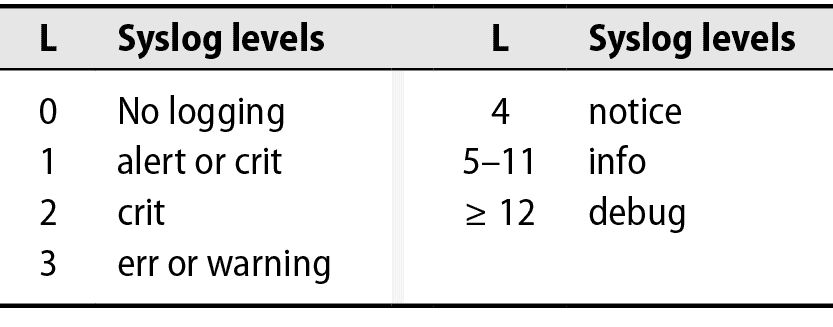 L Syslog levels L Syslog levels
0 No logging 4 notice
1 alert or crit 5–11 info
2 crit ≥ 12 debug
3 err or warning